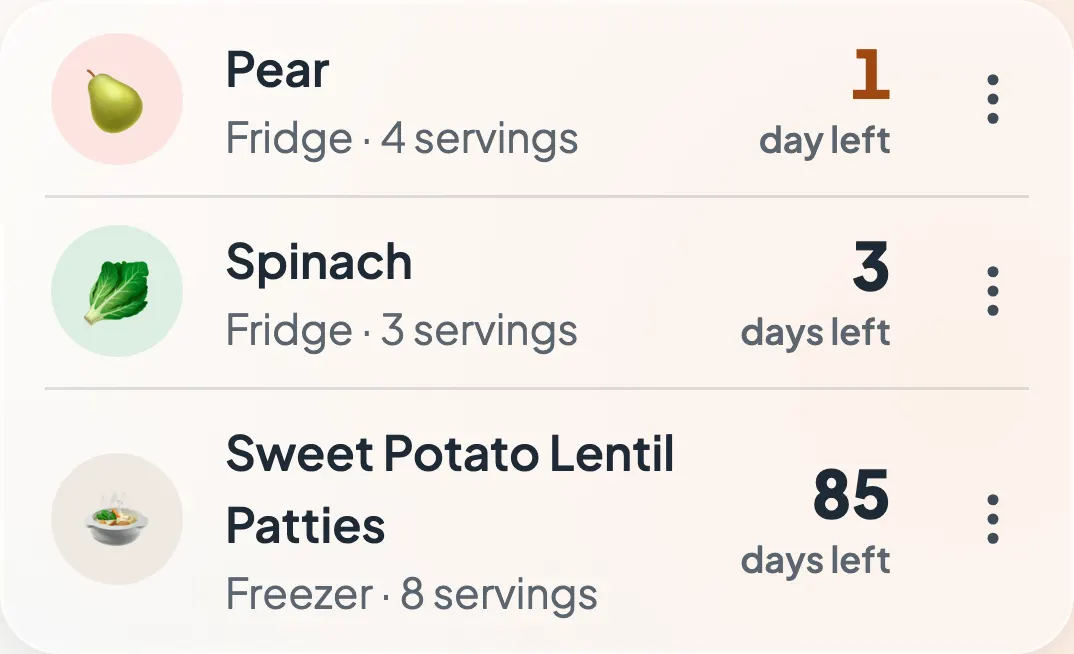 Pear
Fridge · 4 servings
1
day left
Spinach
Fridge · 3 servings
3
days left
Sweet Potato Lentil
Patties
Freezer · 8 servings
85
days left